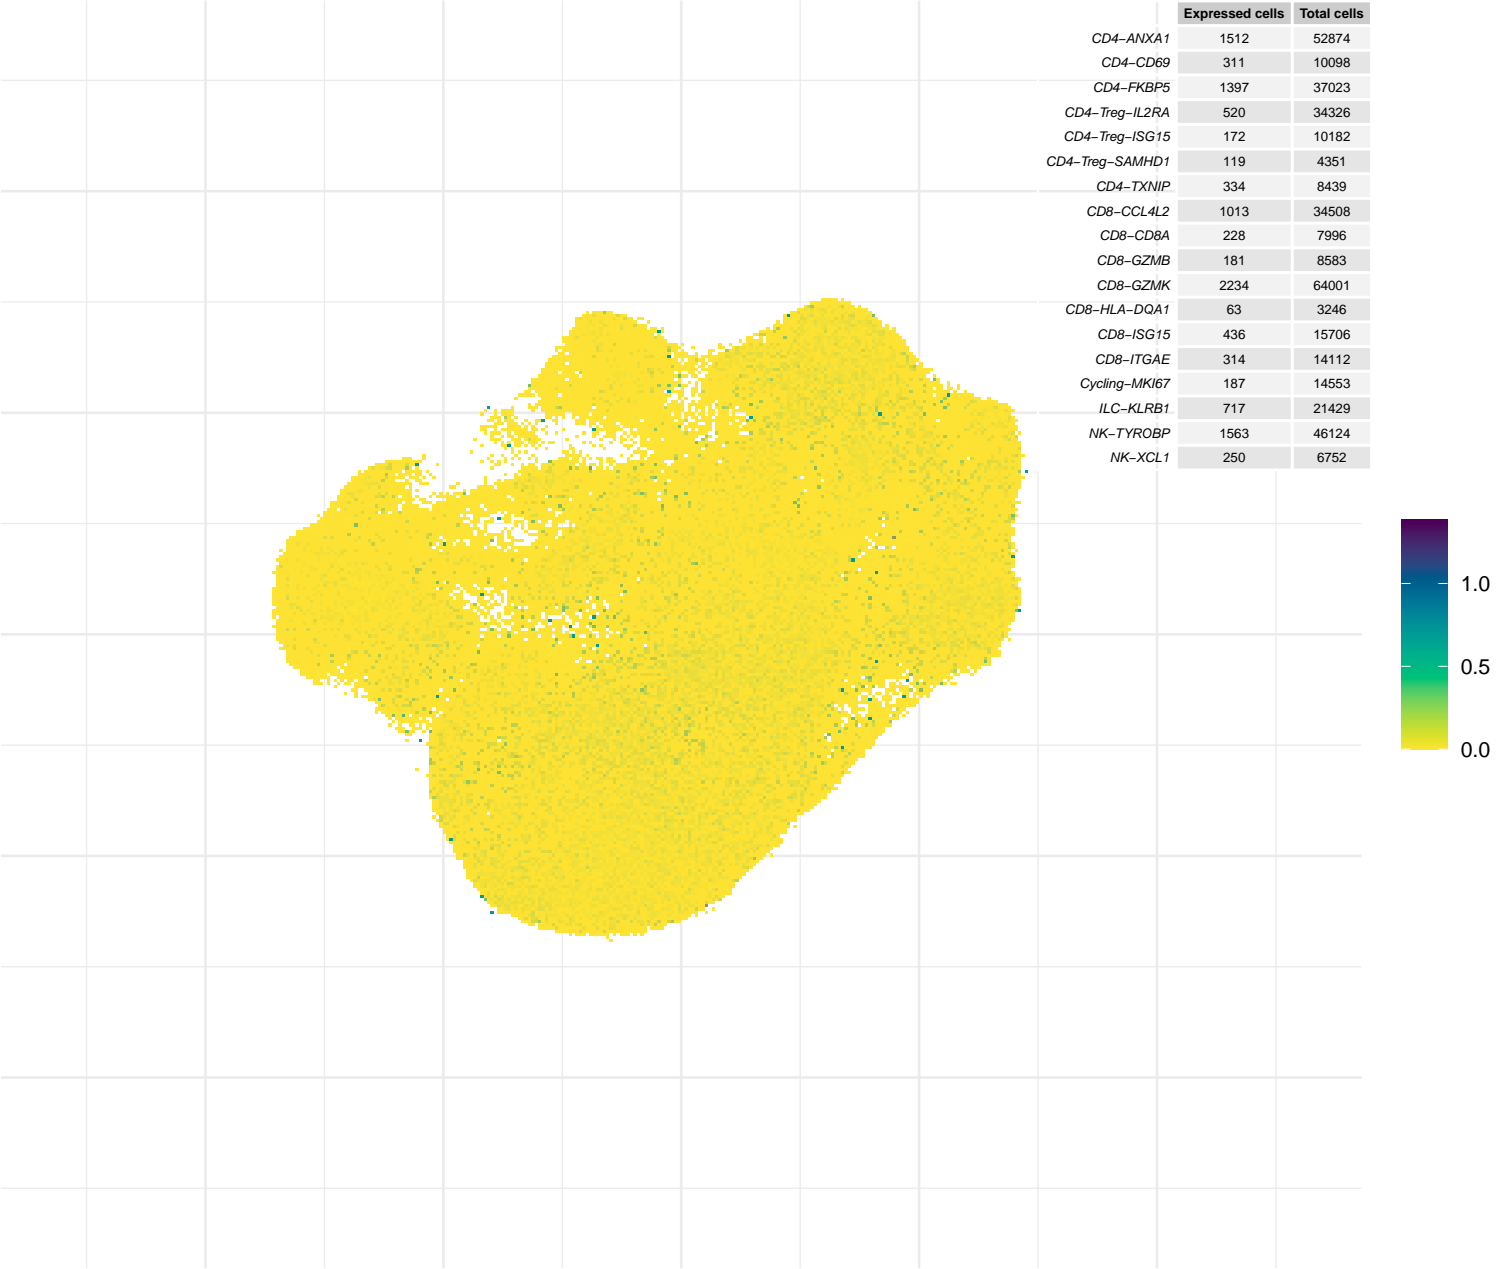 Expressed cells Total cells
CD4−ANXA1 1512 52874
CD4−CD69 311 10098
CD4−FKBP5 1397 37023
CD4−Treg−IL2RA 520 34326
CD4−Treg−ISG15 172 10182
CD4−Treg−SAMHD1 119 4351
CD4−TXNIP 334 8439
CD8−CCL4L2 1013 34508
CD8−CD8A 228 7996
CD8−GZMB 181 8583
CD8−GZMK 2234 64001
CD8−HLA−DQA1 63 3246
CD8−ISG15 436 15706
CD8−ITGAE 314 14112
Cycling−MKI67 187 14553
ILC−KLRB1 717 21429
NK−TYROBP 1563 46124
NK−XCL1 250 6752
1.0
0.5
0.0